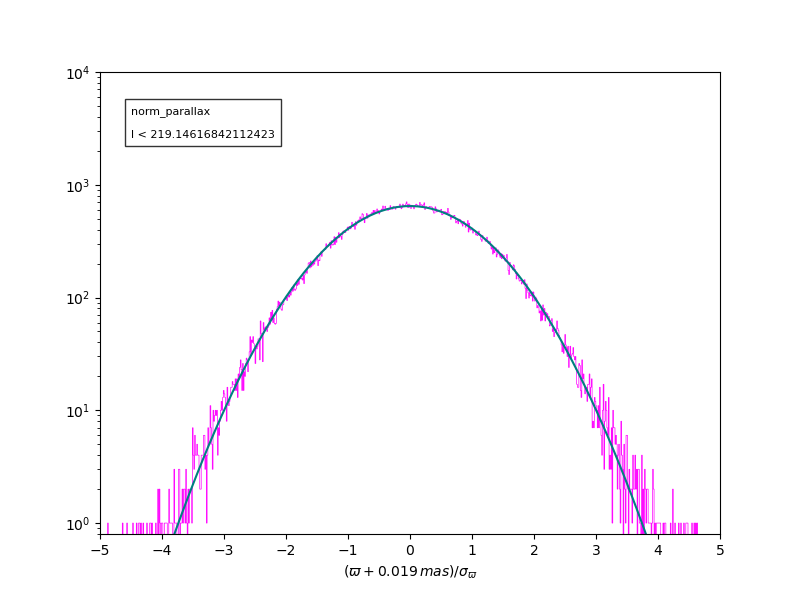 norm_parallax
l < 219.14616842112423
10⁴
10³
10²
10¹
10⁰
−5 −4 −3 −2 −1 0 1 2 3 4 5
(ϖ + 0.019 mas)/σ_ϖ